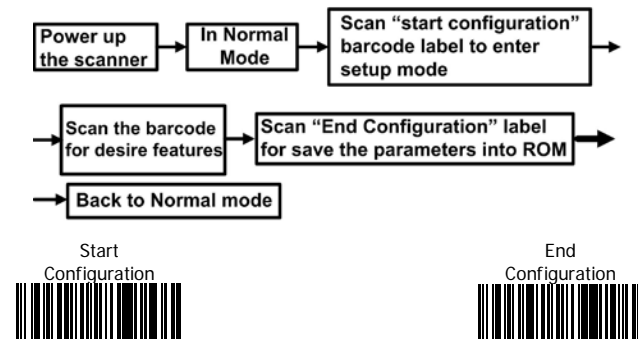 Power up
the scanner
In Normal
Mode
Scan “start configuration”
barcode label to enter
setup mode
Scan the barcode
for desire features
Scan “End Configuration” label
for save the parameters into ROM
Back to Normal mode
Start
Configuration
End
Configuration